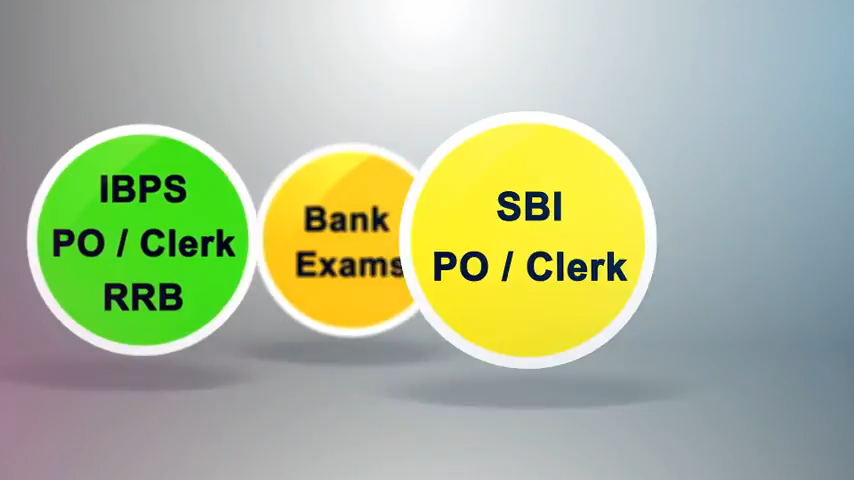 IBPS
PO / Clerk
RRB
Bank
Exams
SBI
PO / Clerk